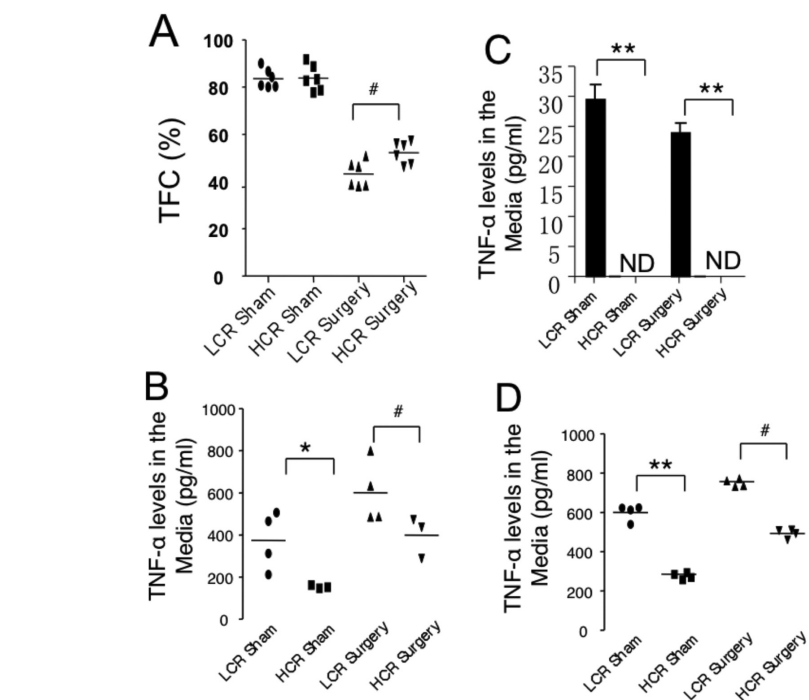 A
TFC (%)
100
80
60
40
20
0
#
LCR Sham
HCR Sham
LCR Surgery
HCR Surgery
C
TNF-α levels in the
Media (pg/ml)
35
30
25
20
15
10
5
0
**
**
ND
ND
LCR Sham
HCR Sham
LCR Surgery
HCR Surgery
B
TNF-α levels in the
Media (pg/ml)
1000
800
600
400
200
0
*
#
LCR Sham
HCR Sham
LCR Surgery
HCR Surgery
D
TNF-α levels in the
Media (pg/ml)
1000
800
600
400
200
0
**
#
LCR Sham
HCR Sham
LCR Surgery
HCR Surgery